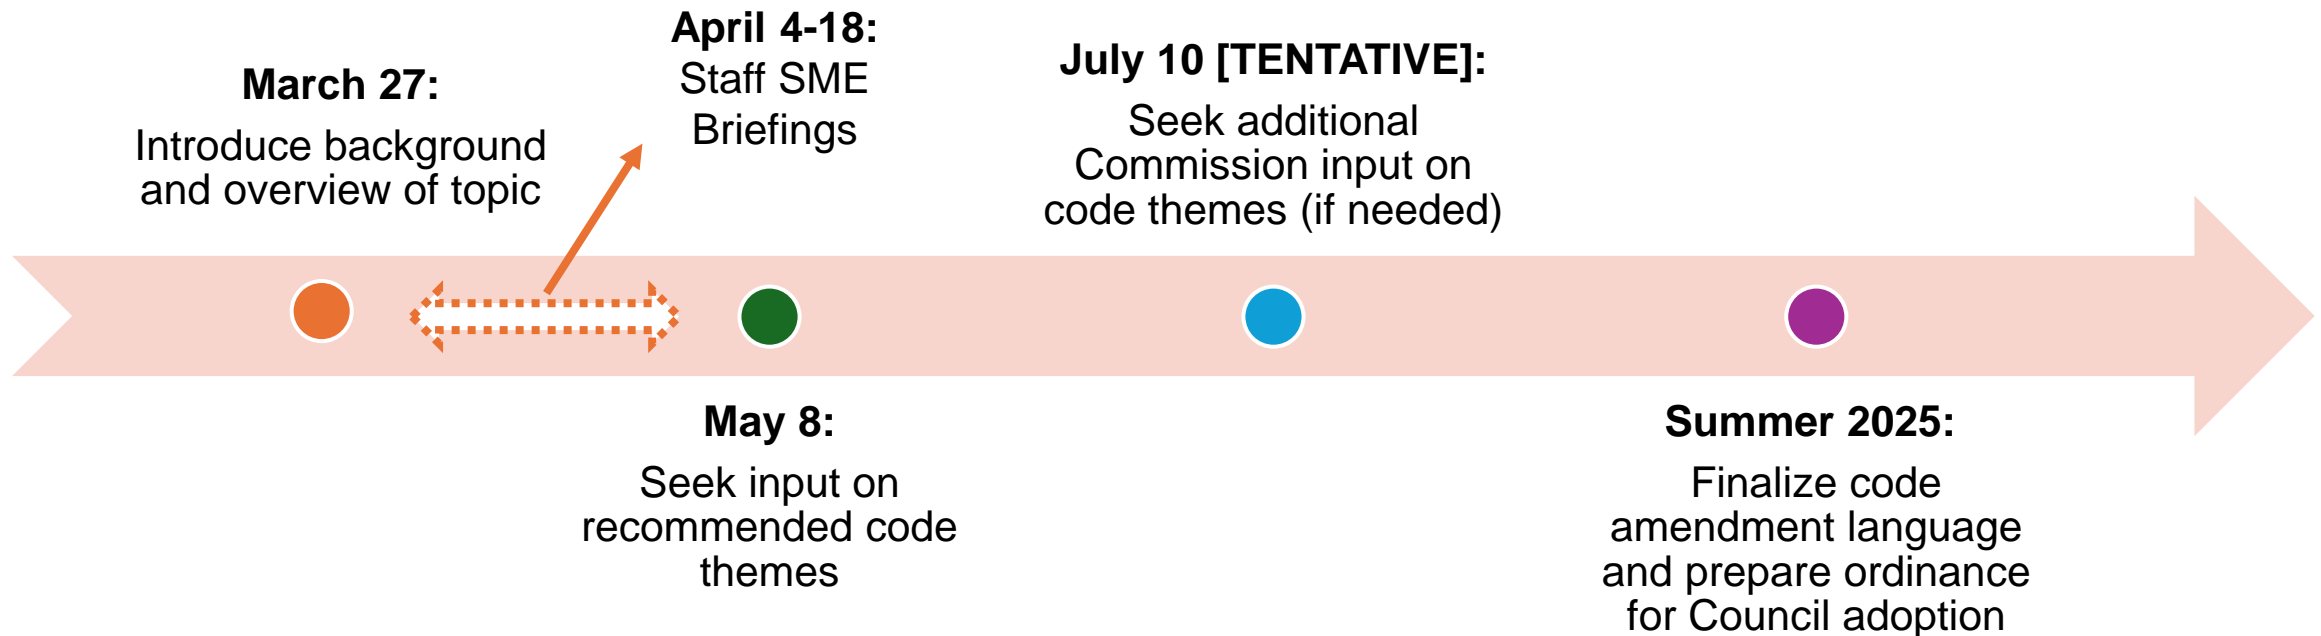 March 27:
Introduce background
and overview of topic
April 4-18:
Staff SME
Briefings
May 8:
Seek input on
recommended code
themes
July 10 [TENTATIVE]:
Seek additional
Commission input on
code themes (if needed)
Summer 2025:
Finalize code
amendment language
and prepare ordinance
for Council adoption